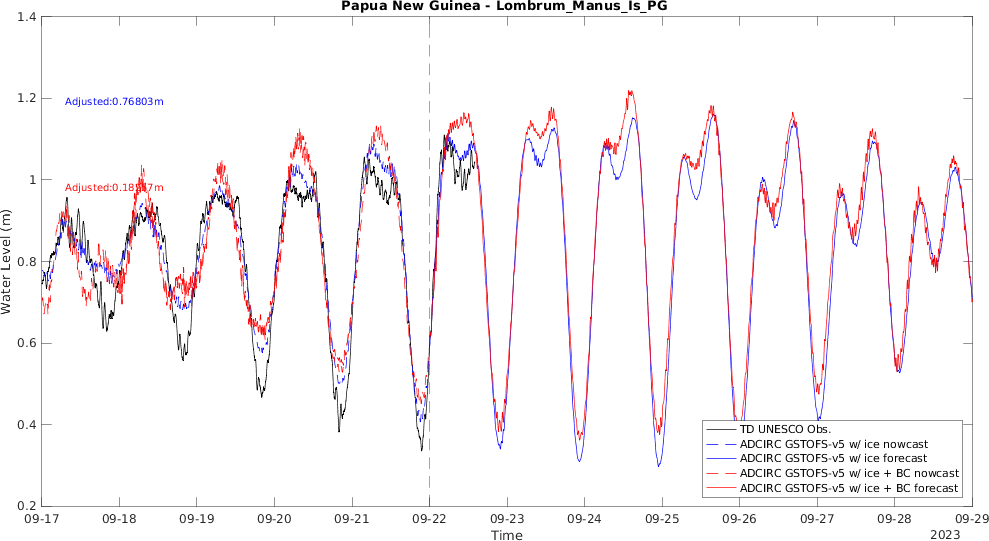 Papua New Guinea - Lombrum_Manus_Is_PG
1.4
1.2
1
0.8
0.6
0.4
0.2
Water Level (m)
Adjusted:0.76803m
TD UNESCO Obs.
ADCIRC GSTOFS-v5 w/ ice nowcast
ADCIRC GSTOFS-v5 w/ ice forecast
ADCIRC GSTOFS-v5 w/ ice + BC nowcast
ADCIRC GSTOFS-v5 w/ ice + BC forecast
09-17 09-18 09-19 09-20 09-21 09-22 09-23 09-24 09-25 09-26 09-27 09-28 09-29
Time
2023